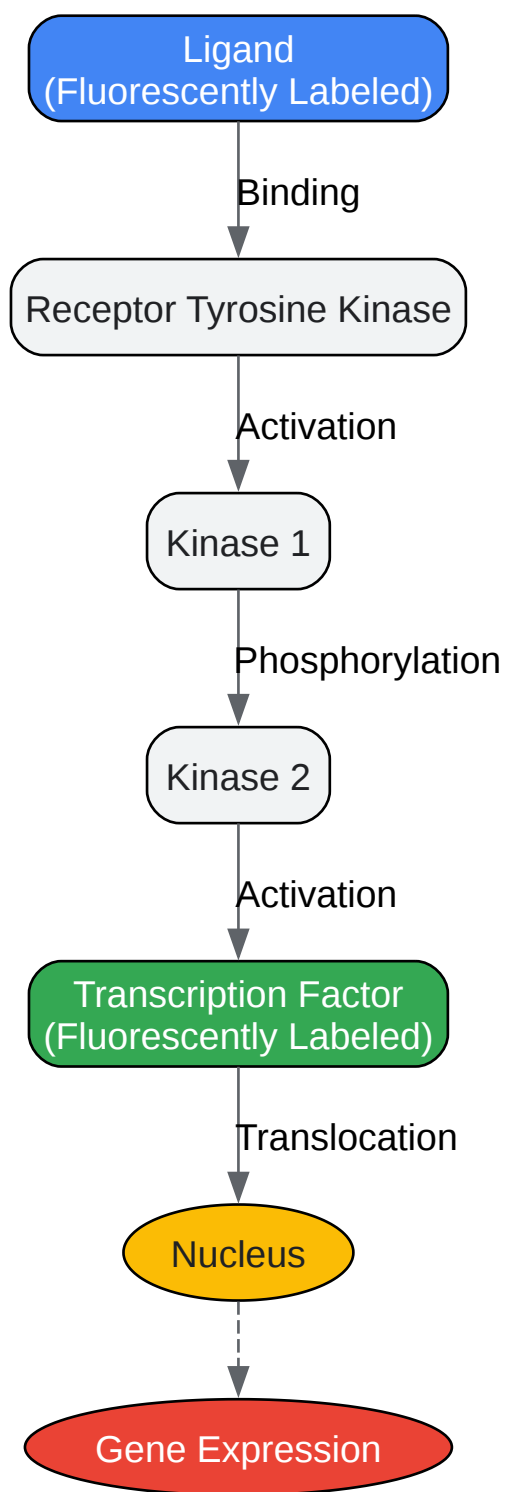 Ligand
(Fluorescently Labeled)
Binding
Receptor Tyrosine Kinase
Activation
Kinase 1
Phosphorylation
Kinase 2
Activation
Transcription Factor
(Fluorescently Labeled)
Translocation
Nucleus
Gene Expression